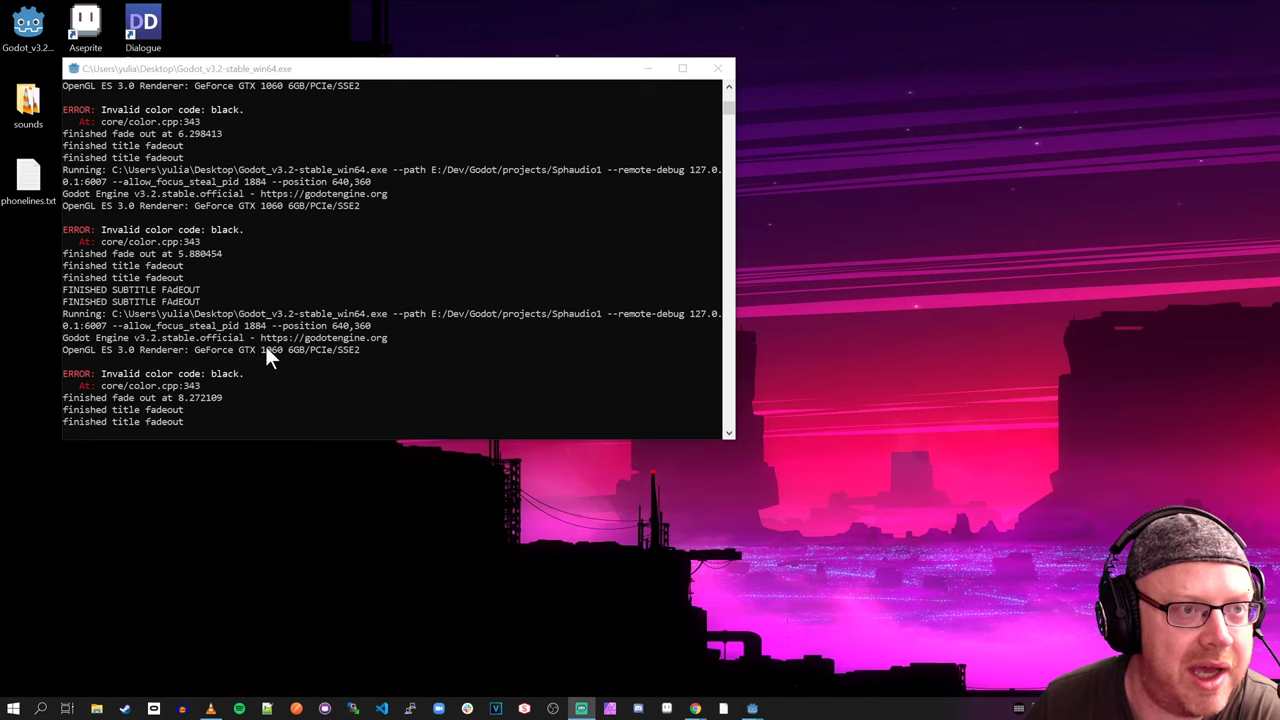 Godot_v3.2...
Aseprite
DD
Dialogue
sounds
phonelines.txt
C:\Users\yulia\Desktop\Godot_v3.2-stable_win64.exe
OpenGL ES 3.0 Renderer: GeForce GTX 1060 6GB/PCIe/SSE2
ERROR: Invalid color code: black.
At: core/color.cpp:343
finished fade out at 6.298413
finished title fadeout
finished title fadeout
Running: C:\Users\yulia\Desktop\Godot_v3.2-stable_win64.exe --path E:/Dev/Godot/projects/Sphaudio1 --remote-debug 127.0.
0.1:6007 --allow_focus_steal_pid 1884 --position 640,360
Godot Engine v3.2.stable.official - https://godotengine.org
OpenGL ES 3.0 Renderer: GeForce GTX 1060 6GB/PCIe/SSE2
ERROR: Invalid color code: black.
At: core/color.cpp:343
finished fade out at 5.880454
finished title fadeout
finished title fadeout
FINISHED SUBTITLE FAdEOUT
FINISHED SUBTITLE FAdEOUT
Running: C:\Users\yulia\Desktop\Godot_v3.2-stable_win64.exe --path E:/Dev/Godot/projects/Sphaudio1 --remote-debug 127.0.
0.1:6007 --allow_focus_steal_pid 1884 --position 640,360
Godot Engine v3.2.stable.official - https://godotengine.org
OpenGL ES 3.0 Renderer: GeForce GTX 1060 6GB/PCIe/SSE2
ERROR: Invalid color code: black.
At: core/color.cpp:343
finished fade out at 8.272109
finished title fadeout
finished title fadeout